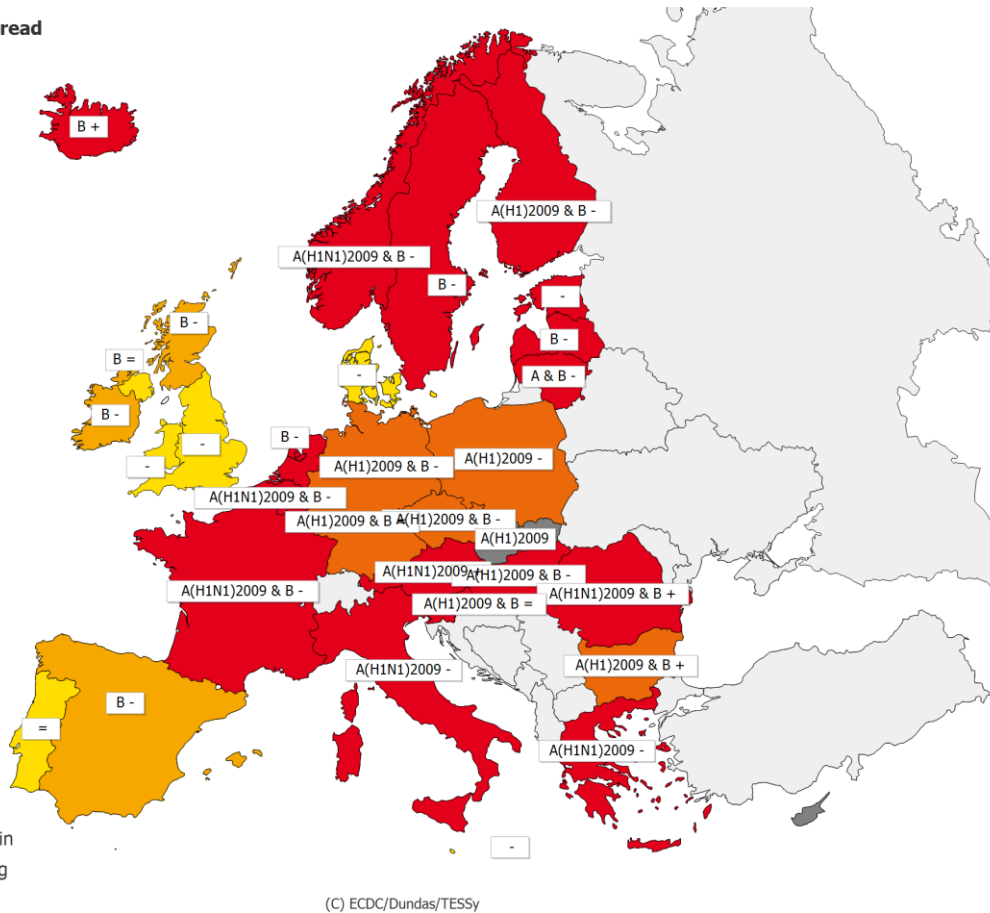 read
B +
A(H1)2009 & B -
A(H1N1)2009 & B -
B -
-
B -
B -
B =
-
A & B -
B -
B -
-
A(H1)2009 -
-
A(H1)2009 & B -
A(H1N1)2009 & B -
A(H1)2009 & B
A(H1)2009 & B -
A(H1)2009
A(H1N1)2009
A(H1)2009 & B -
A(H1N1)2009 & B -
A(H1N1)2009 & B +
A(H1)2009 & B =
A(H1N1)2009 -
A(H1)2009 & B +
B -
=
A(H1N1)2009 -
in
-
g
(C) ECDC/Dundas/TESSy